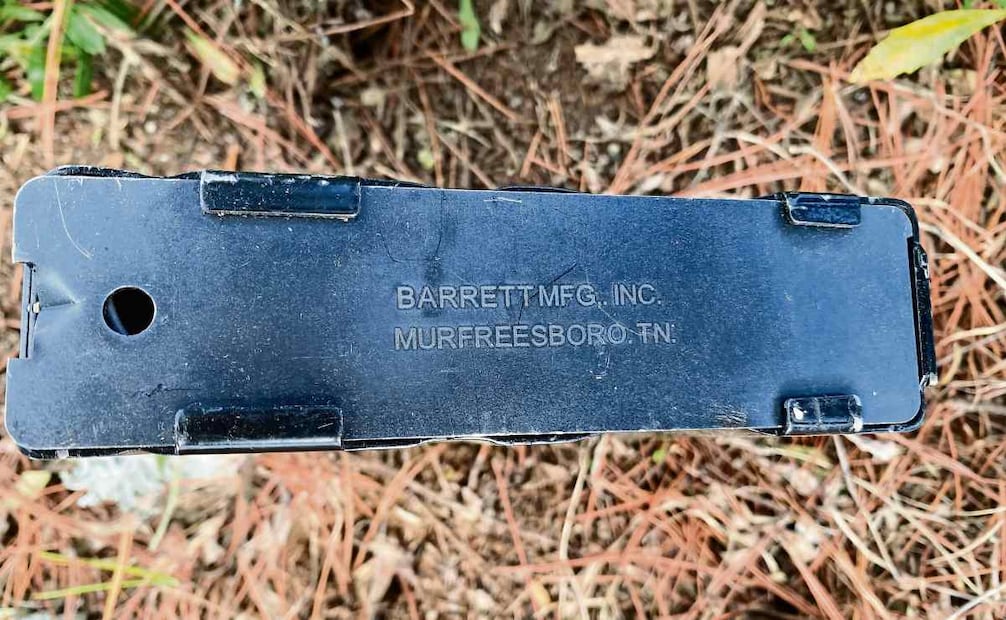 BARRETT MFG., INC.
MURFREESBORO. TN.